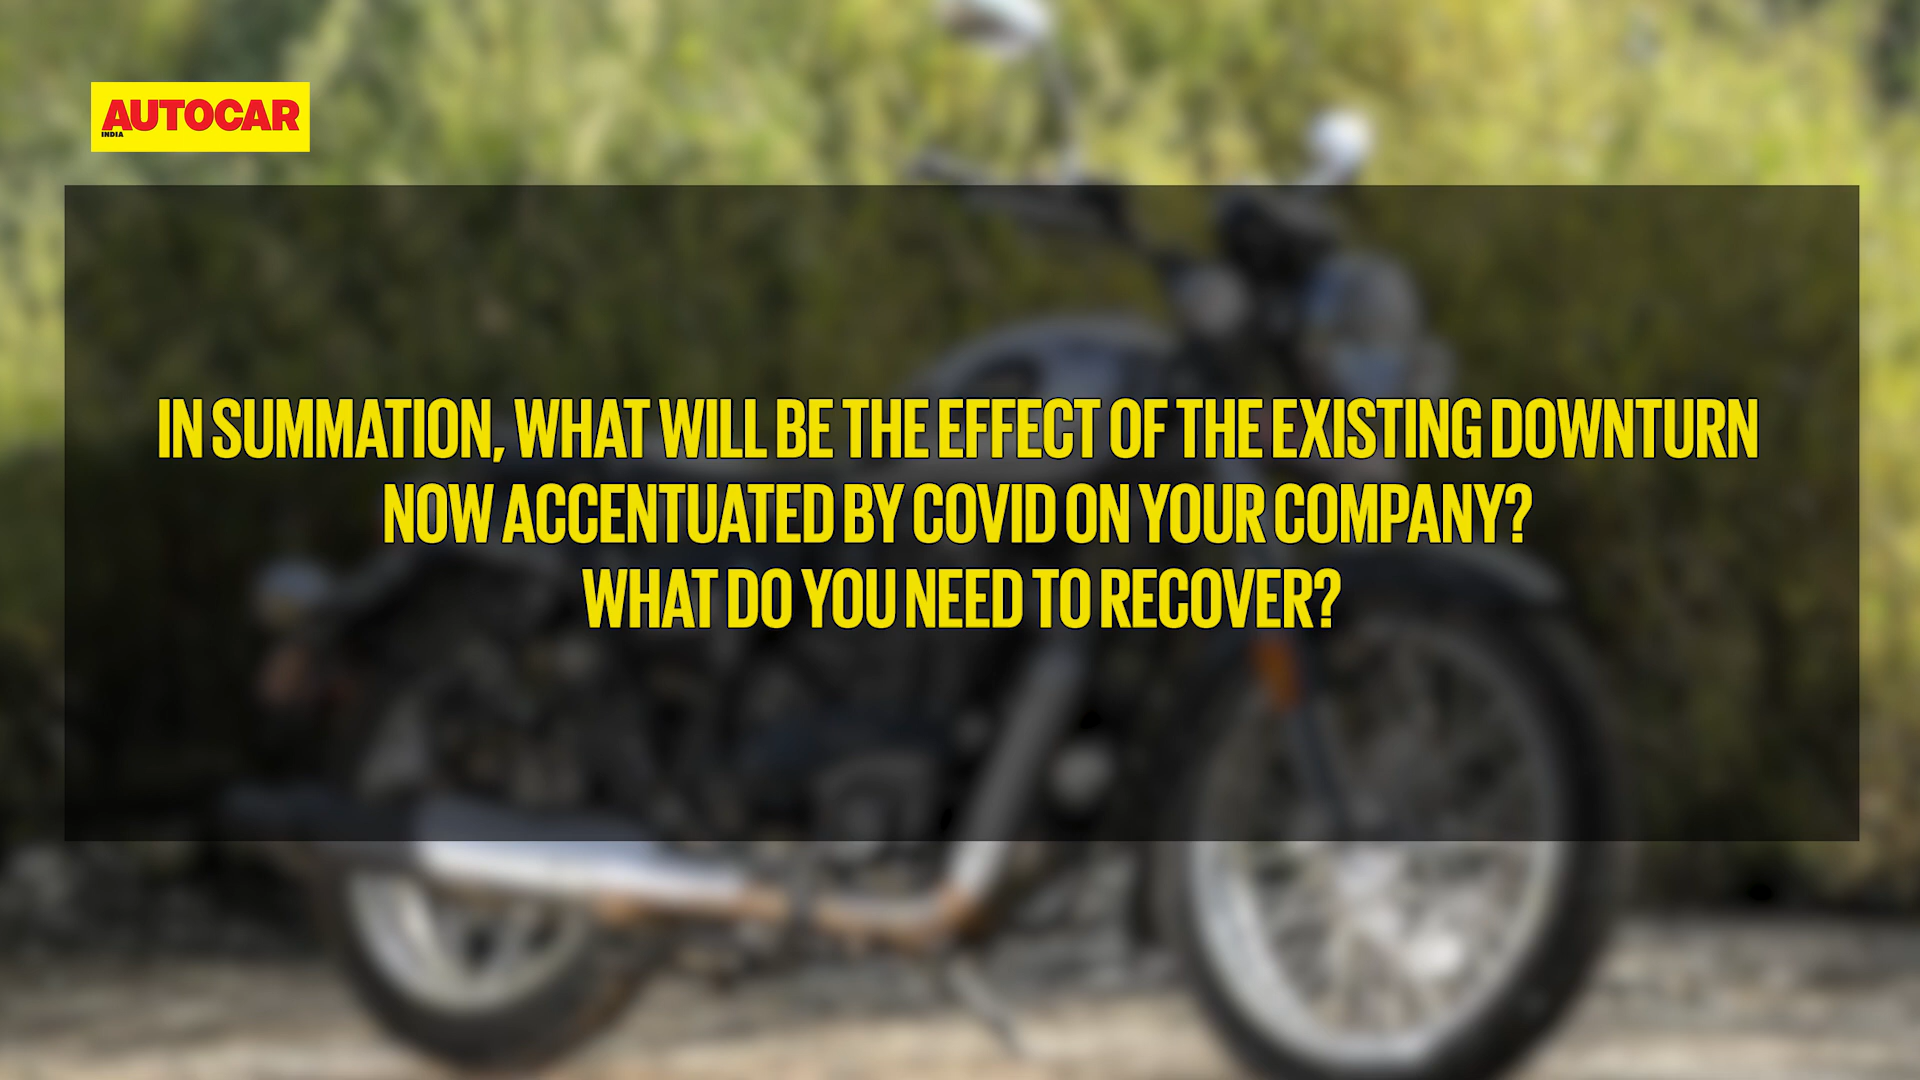 AUTOCAR
INDIA
IN SUMMATION, WHAT WILL BE THE EFFECT OF THE EXISTING DOWNTURN
NOW ACCENTUATED BY COVID ON YOUR COMPANY?
WHAT DO YOU NEED TO RECOVER?